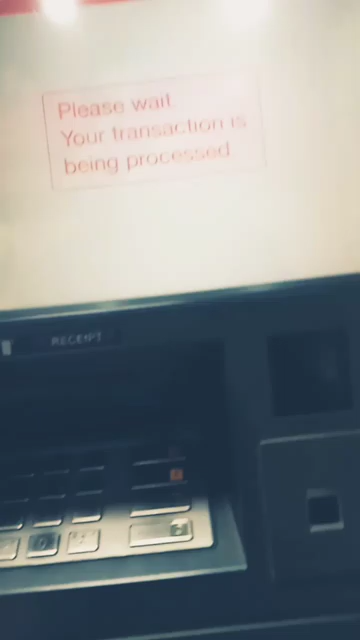 Please wait.
Your transaction is
being processed
RECEIPT